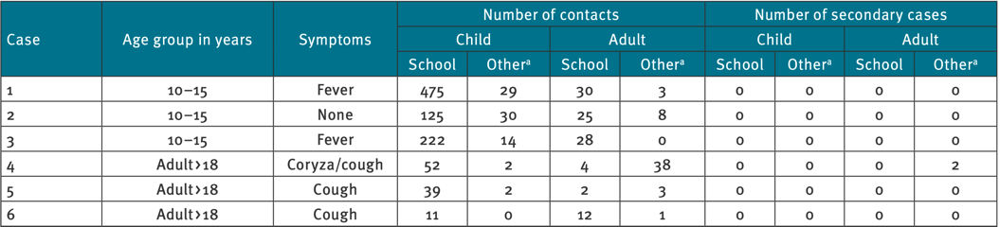 Number of contacts Number of secondary cases
Case Age group in years Symptoms Child Adult Child Adult
School Otherᵃ School Otherᵃ School Otherᵃ School Otherᵃ
1 10–15 Fever 475 29 30 3 0 0 0 0
2 10–15 None 125 30 25 8 0 0 0 0
3 10–15 Fever 222 14 28 0 0 0 0 0
4 Adult>18 Coryza/cough 52 2 4 38 0 0 0 2
5 Adult>18 Cough 39 2 2 3 0 0 0 0
6 Adult>18 Cough 11 0 12 1 0 0 0 0